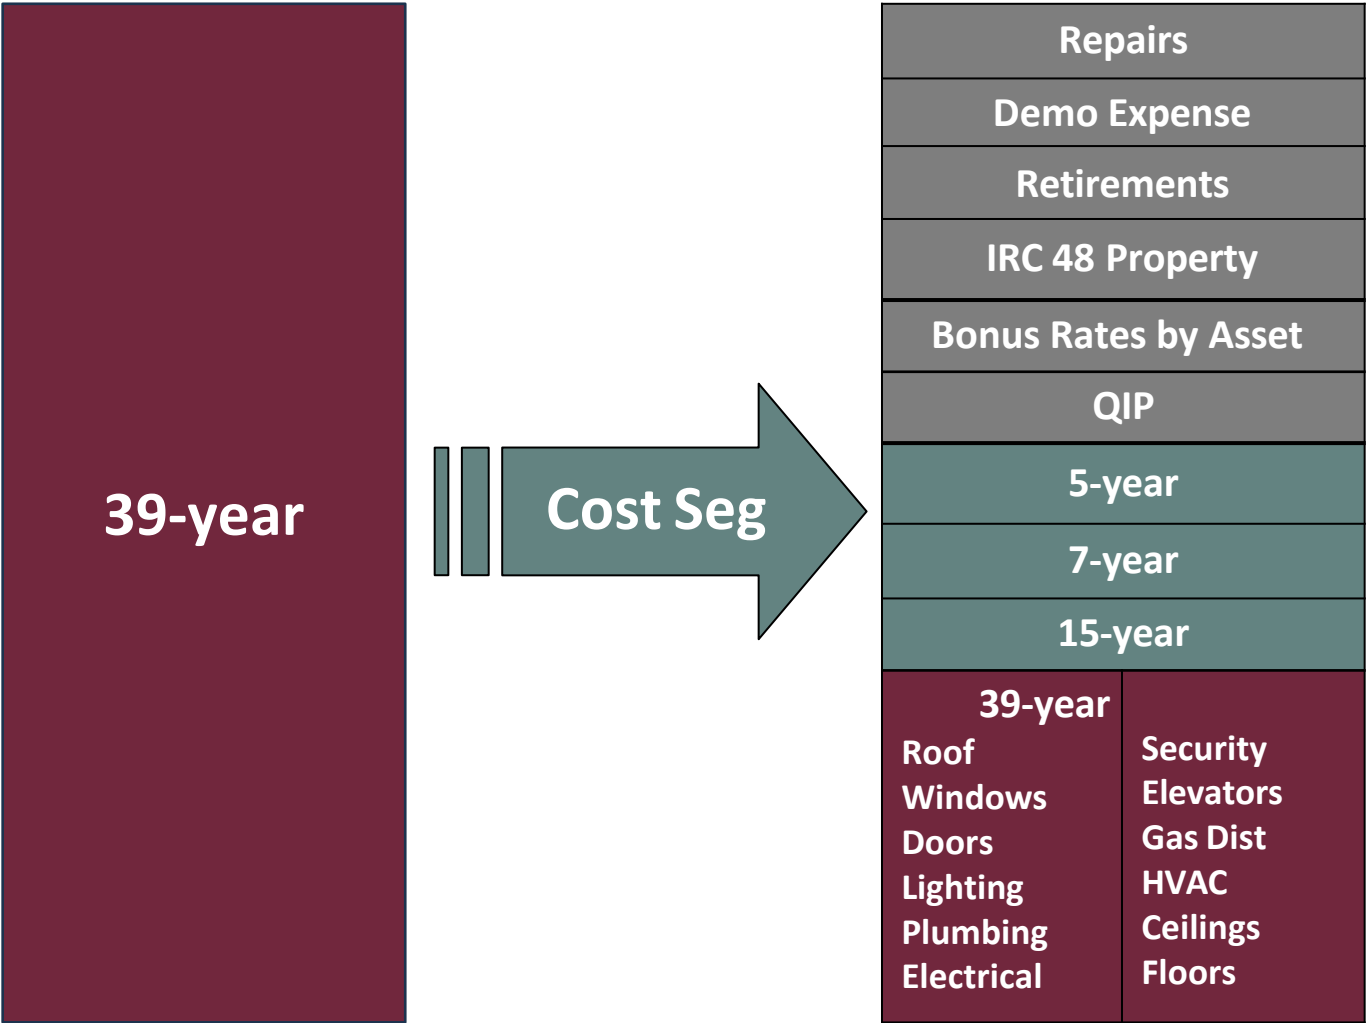 39-year
Cost Seg
Repairs
Demo Expense
Retirements
IRC 48 Property
Bonus Rates by Asset
QIP
5-year
7-year
15-year
39-year
Roof
Windows
Doors
Lighting
Plumbing
Electrical
Security
Elevators
Gas Dist
HVAC
Ceilings
Floors